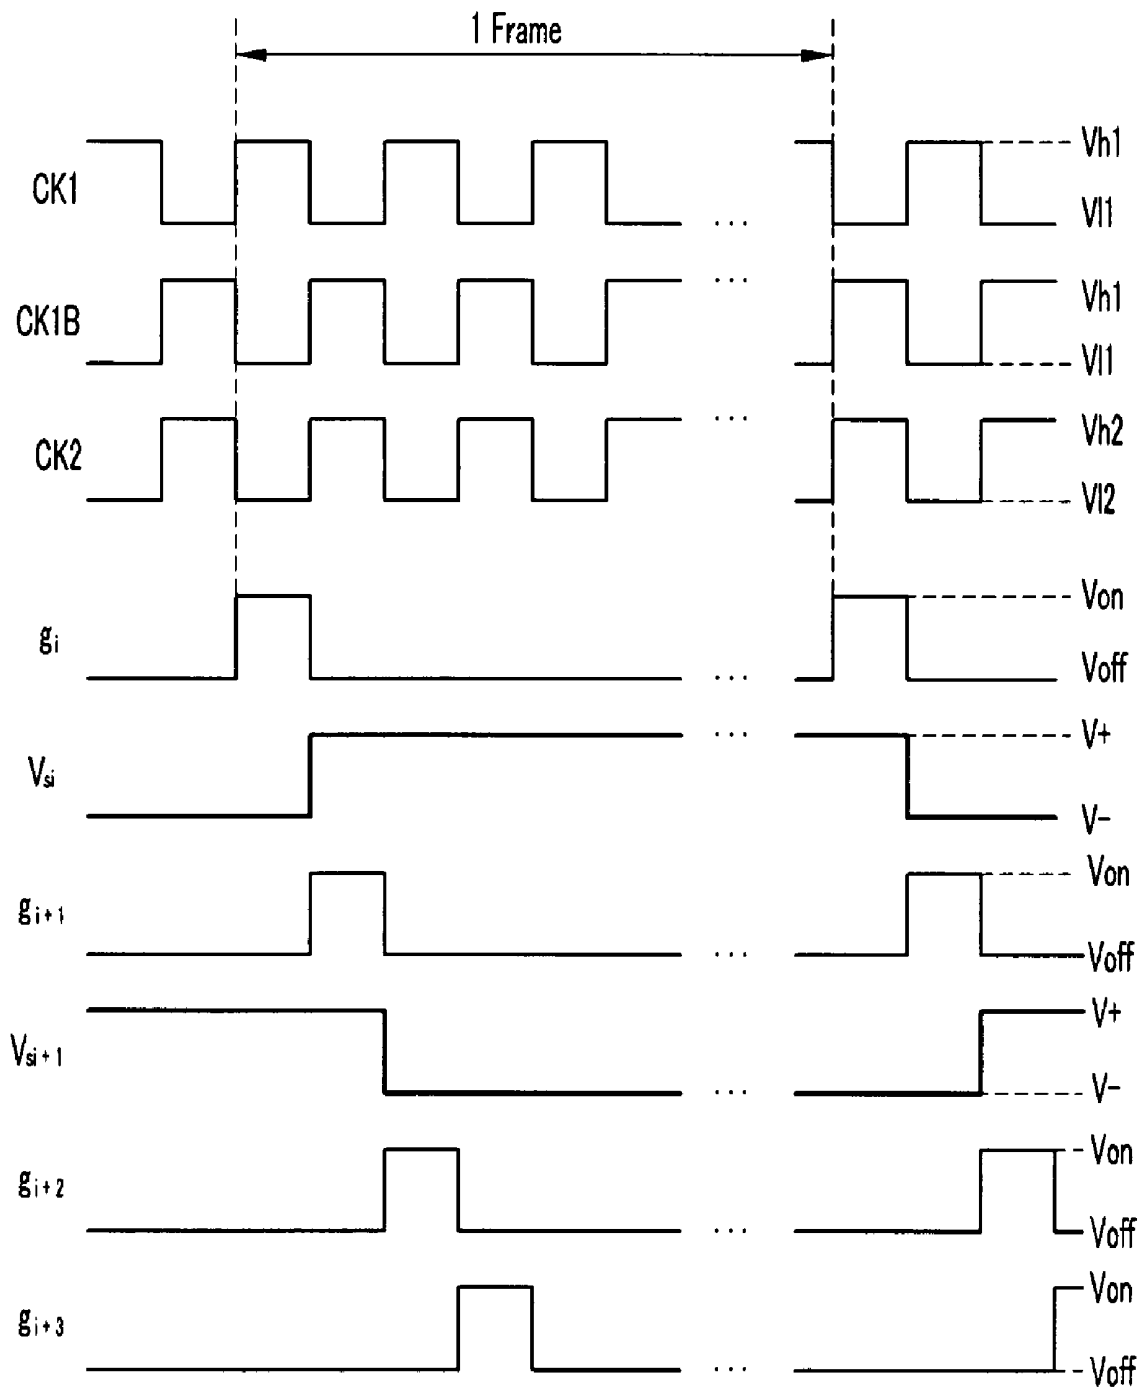 1 Frame
CK1
Vh1
Vl1
...
CK1B
Vh1
Vl1
...
CK2
Vh2
Vl2
...
gi
Von
Voff
...
Vsi
V+
V-
...
gi+1
Von
Voff
...
Vsi+1
V+
V-
...
gi+2
Von
Voff
...
gi+3
Von
Voff
...